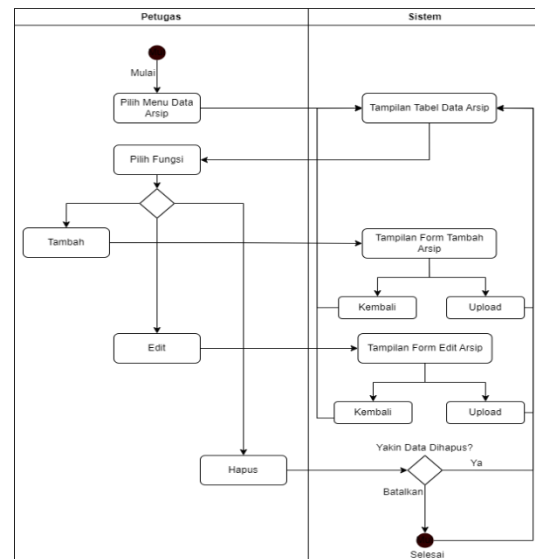 Petugas
Sistem
Mulai
Pilih Menu Data
Arsip
Tampilan Tabel Data Arsip
Pilih Fungsi
Tambah
Tampilan Form Tambah
Arsip
Kembali
Upload
Edit
Tampilan Form Edit Arsip
Kembali
Upload
Yakin Data Dihapus?
Hapus
Ya
Batalkan
Selesai